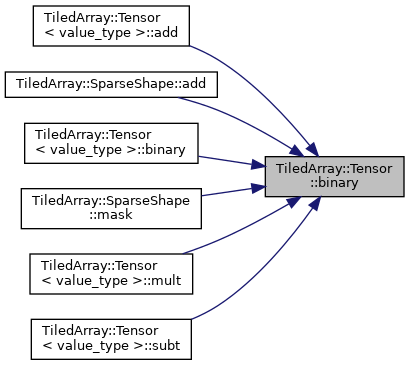 TiledArray::Tensor
< value_type >::add
TiledArray::SparseShape::add
TiledArray::Tensor
< value_type >::binary
TiledArray::Tensor
::binary
TiledArray::SparseShape
::mask
TiledArray::Tensor
< value_type >::mult
TiledArray::Tensor
< value_type >::subt